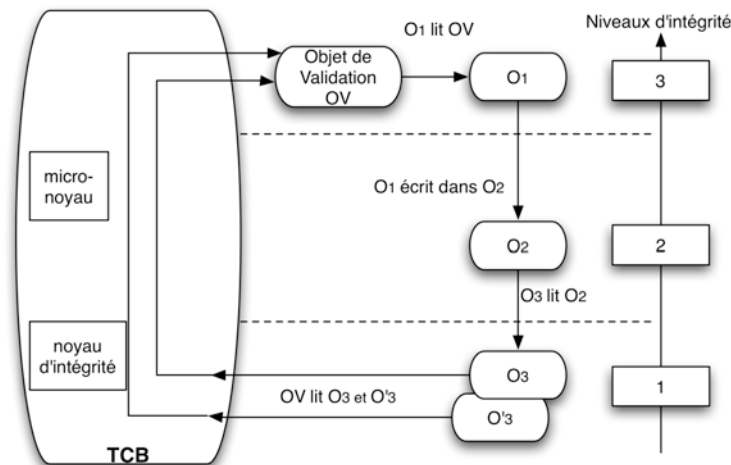 O1 lit OV
Niveaux d'intégrité
Objet de
Validation
OV
O1
3
micro-
noyau
O1 écrit dans O2
O2
2
O3 lit O2
noyau
d'intégrité
O3
1
OV lit O3 et O'3
O'3
TCB